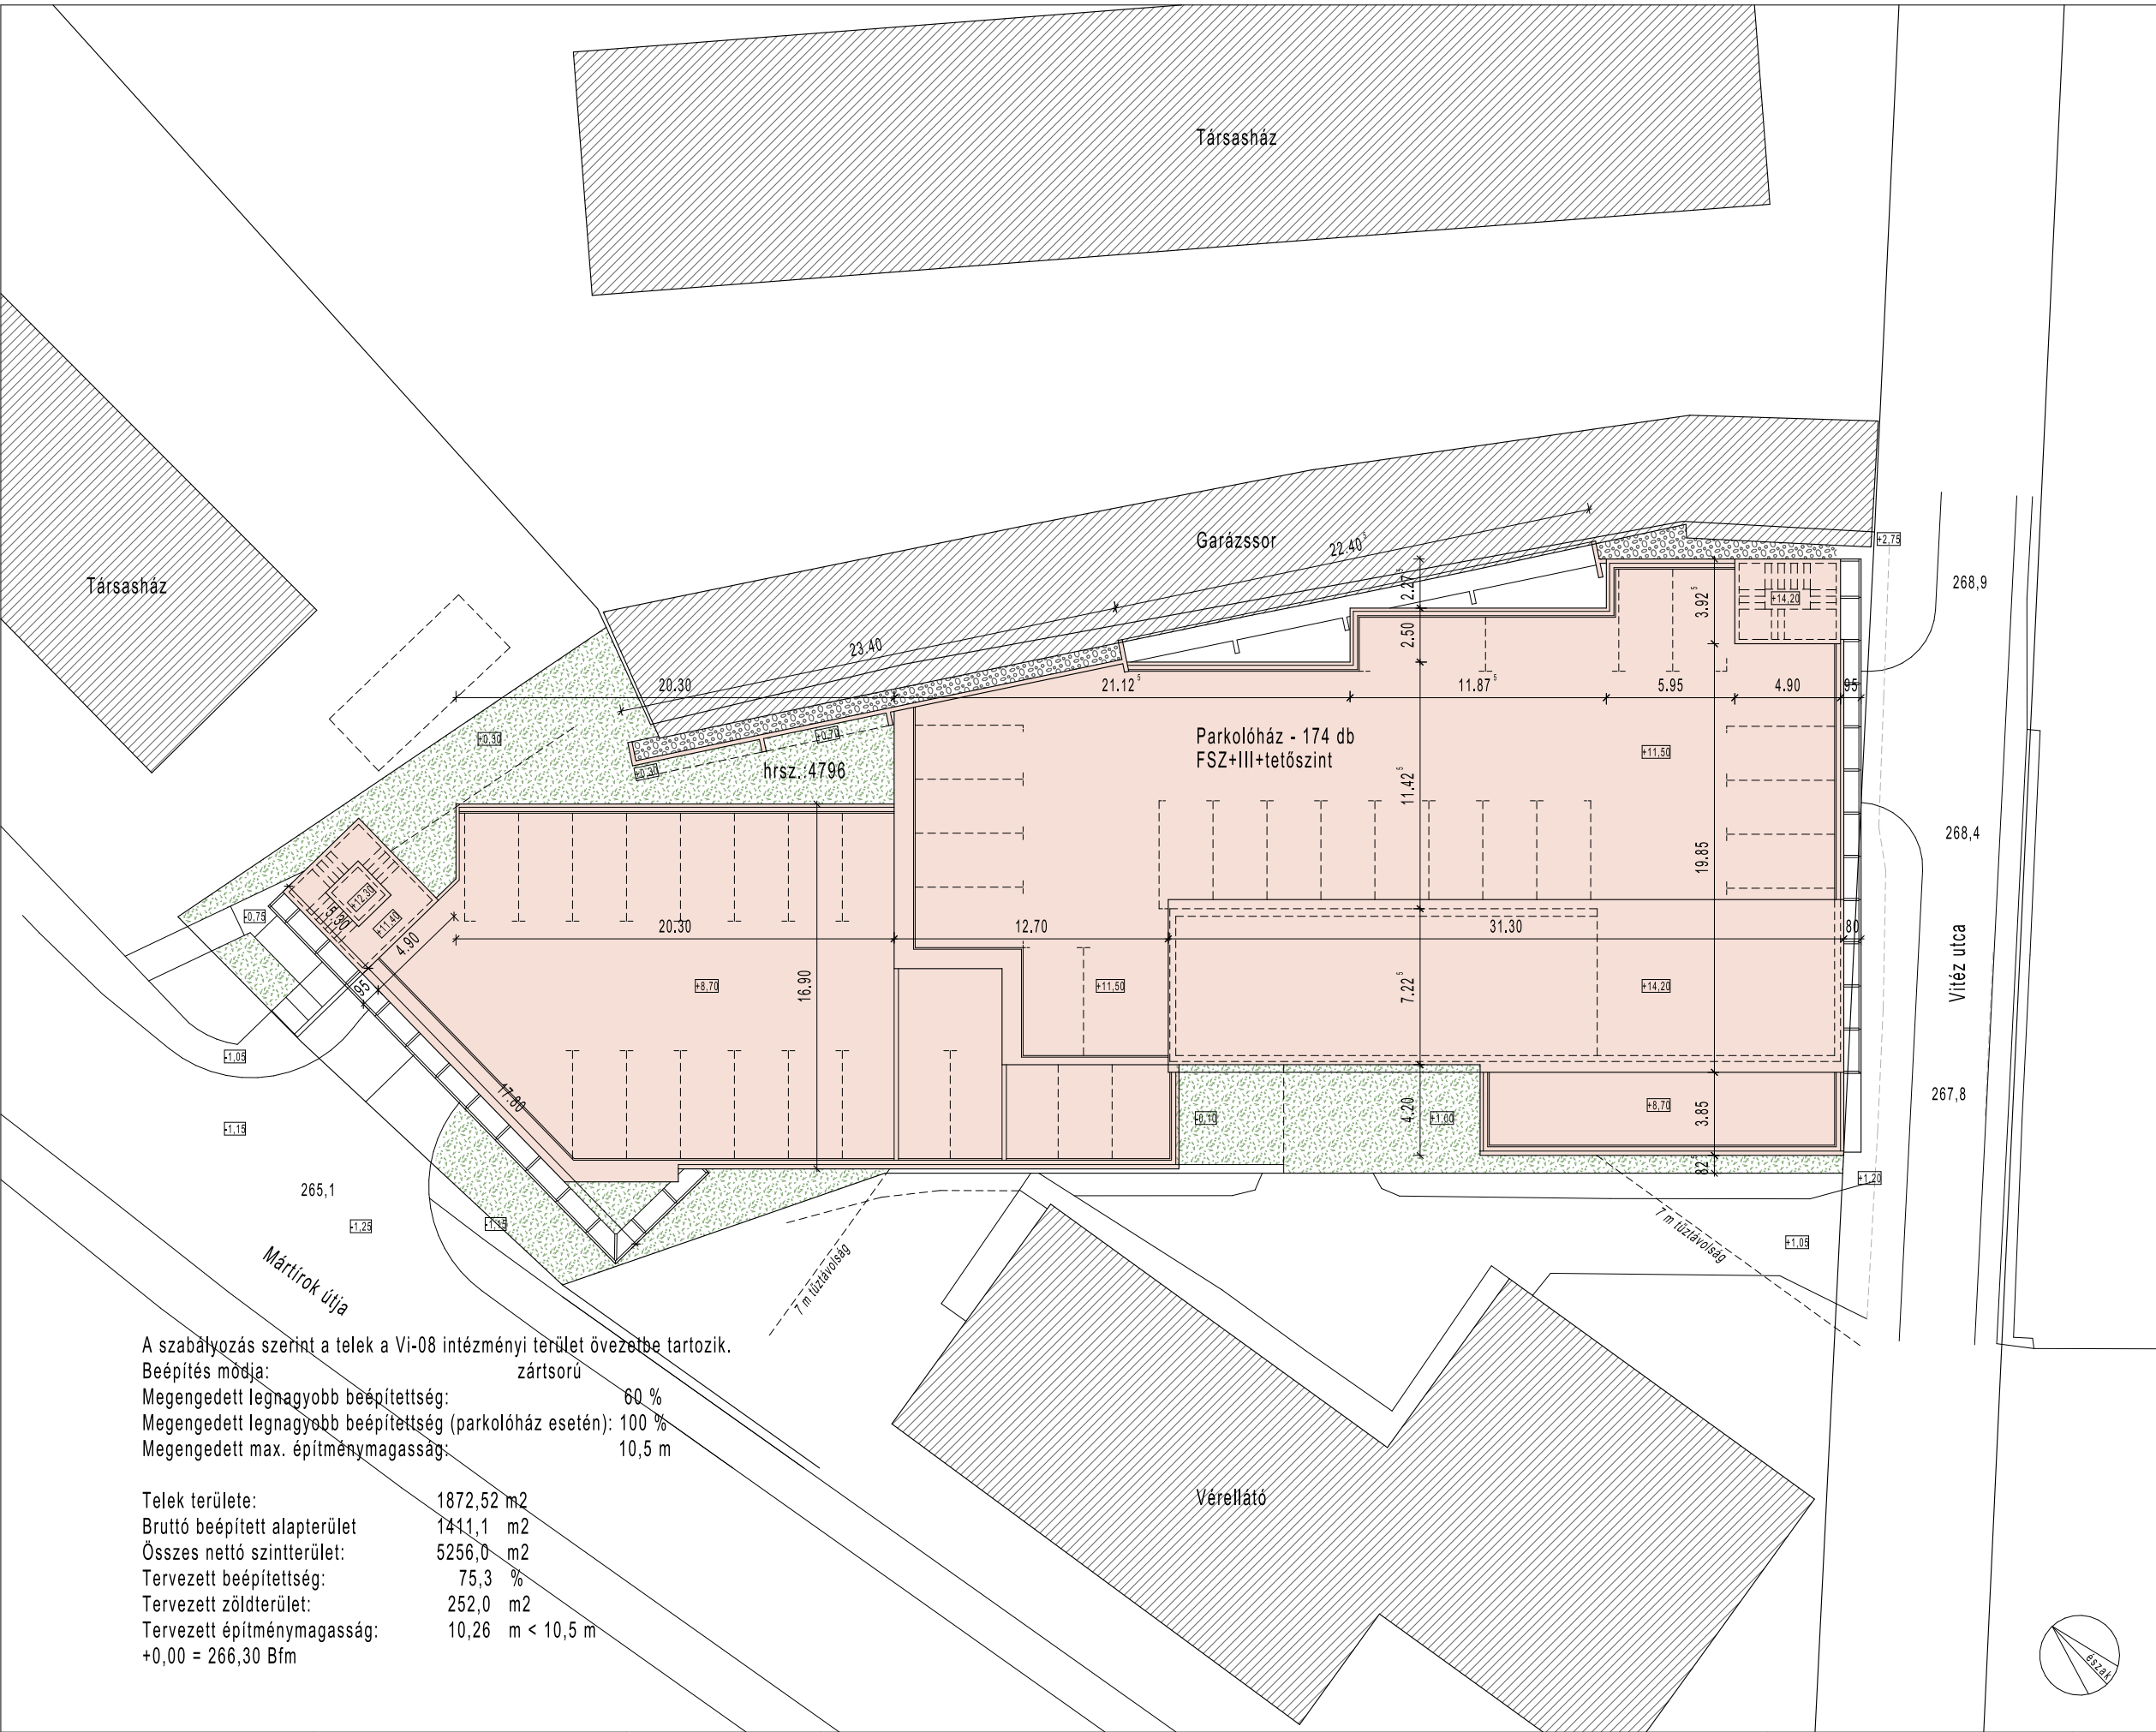 Társasház
Társasház
Garázssor
22.40⁵
23.40
2.27⁵
2.50
3.92⁵
+14,20
+2,75
268,9
20.30
21.12⁵
11.87⁵
5.95
4.90
95
+0,30
+0,70
+0,30
hrsz.:4796
Parkolóház - 174 db
FSZ+III+tetőszint
+11,50
11.42⁵
19.85
268,4
-0,75
+12,30
5.30
+11,40
4.90
95
20.30
12.70
31.30
80
Vitéz utca
+8,70
16.90
+11,50
7.22⁵
+14,20
-1,05
17.80
-1,15
-0,10
4.20
+1,00
+8,70
3.85
267,8
82⁵
+1,20
265,1
-1,25
-1,15
7 m tűztávolság
7 m tűztávolság
+1,05
Mártírok útja
A szabályozás szerint a telek a Vi-08 intézményi terület övezetbe tartozik.
Beépítés módja: zártsorú
Megengedett legnagyobb beépítettség: 60 %
Megengedett legnagyobb beépítettség (parkolóház esetén): 100 %
Megengedett max. építménymagasság: 10,5 m
Telek területe: 1872,52 m2
Bruttó beépített alapterület 1411,1 m2
Összes nettó szintterület: 5256,0 m2
Tervezett beépítettség: 75,3 %
Tervezett zöldterület: 252,0 m2
Tervezett építménymagasság: 10,26 m < 10,5 m
+0,00 = 266,30 Bfm
Vérellátó
észak